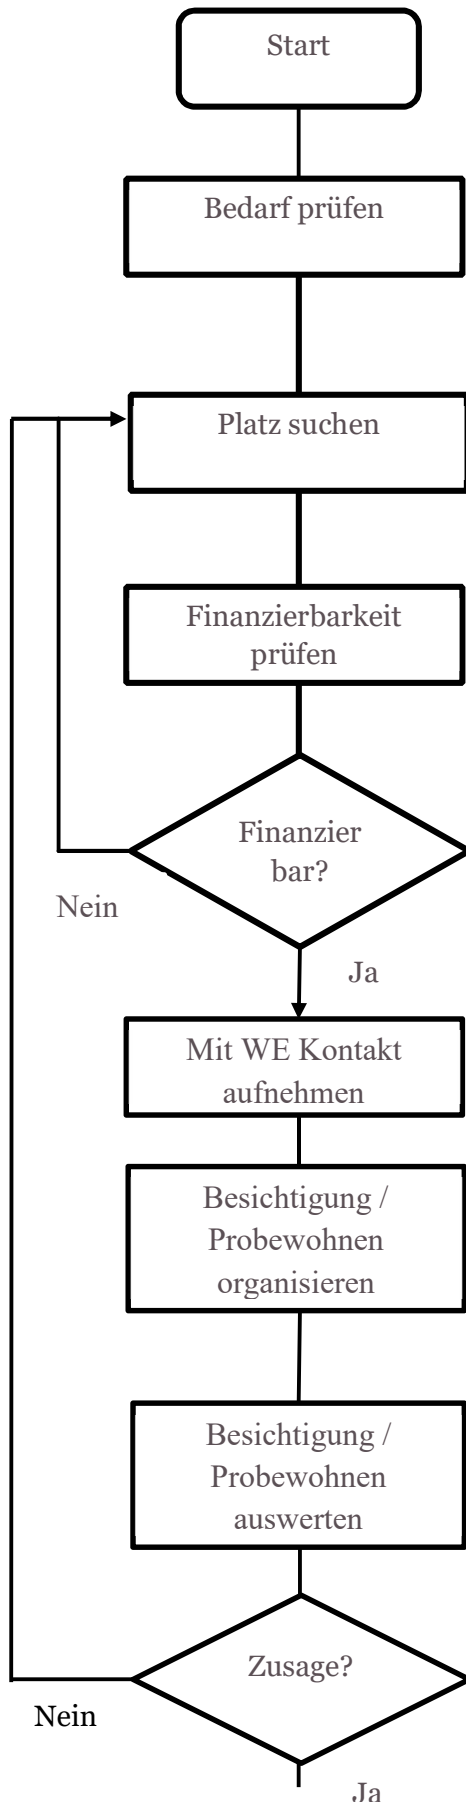 Start
Bedarf prüfen
Platz suchen
Finanzierbarkeit
prüfen
Finanzier
bar?
Nein
Ja
Mit WE Kontakt
aufnehmen
Besichtigung /
Probewohnen
organisieren
Besichtigung /
Probewohnen
auswerten
Zusage?
Nein
Ja